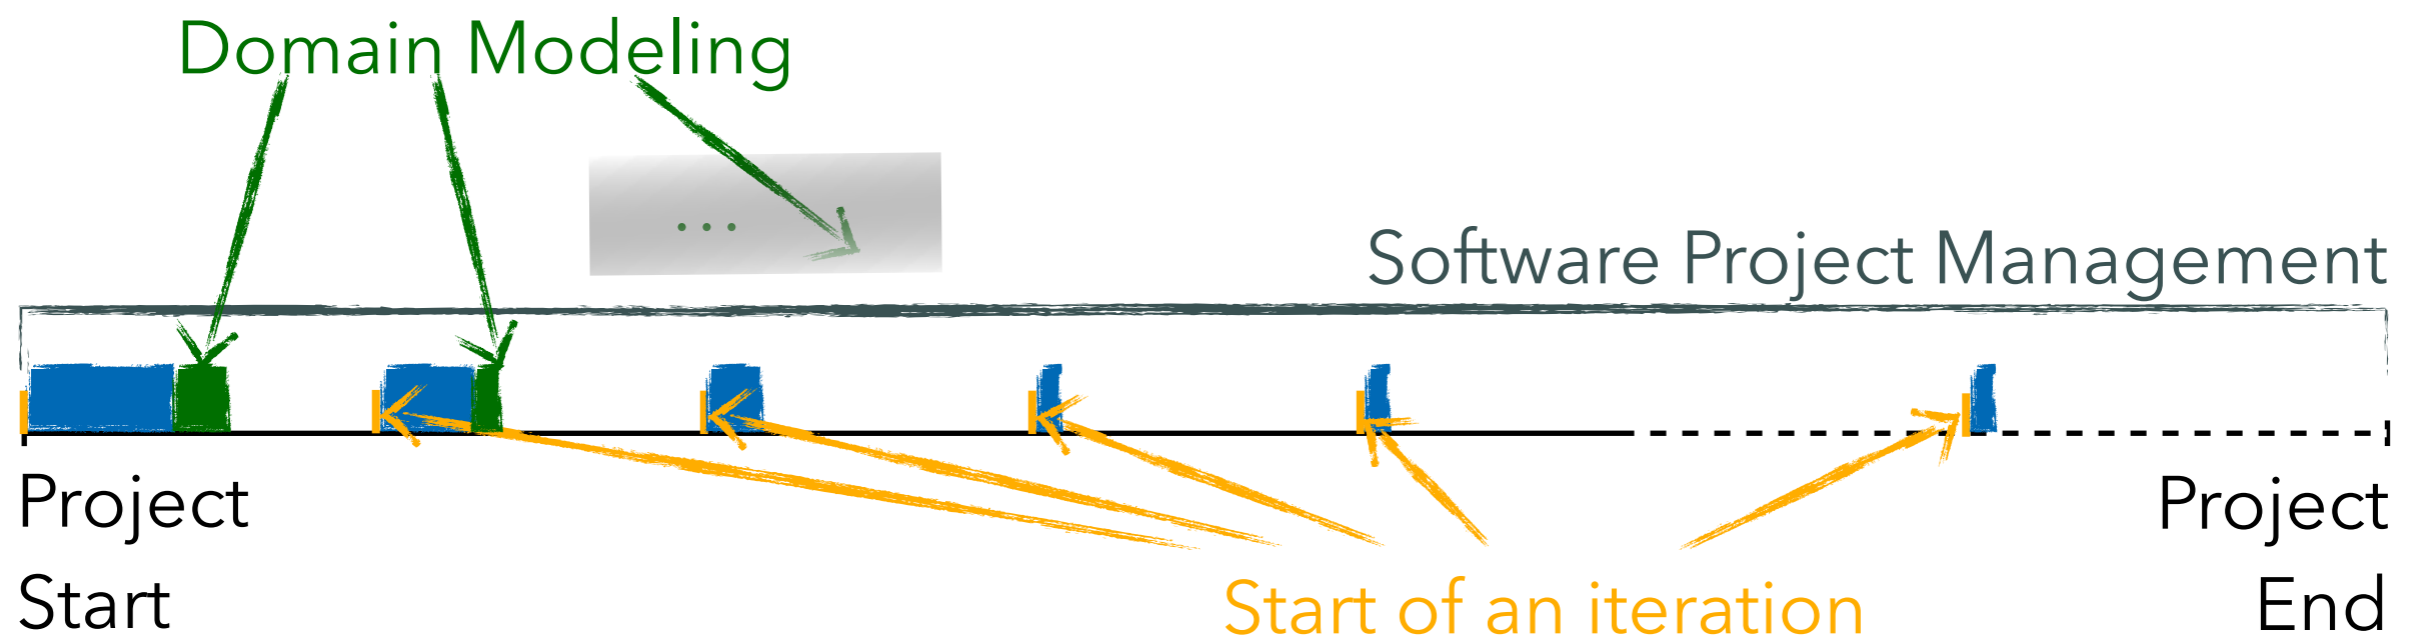 Domain Modeling
...
Software Project Management
Project
Start
Project
End
Start of an iteration